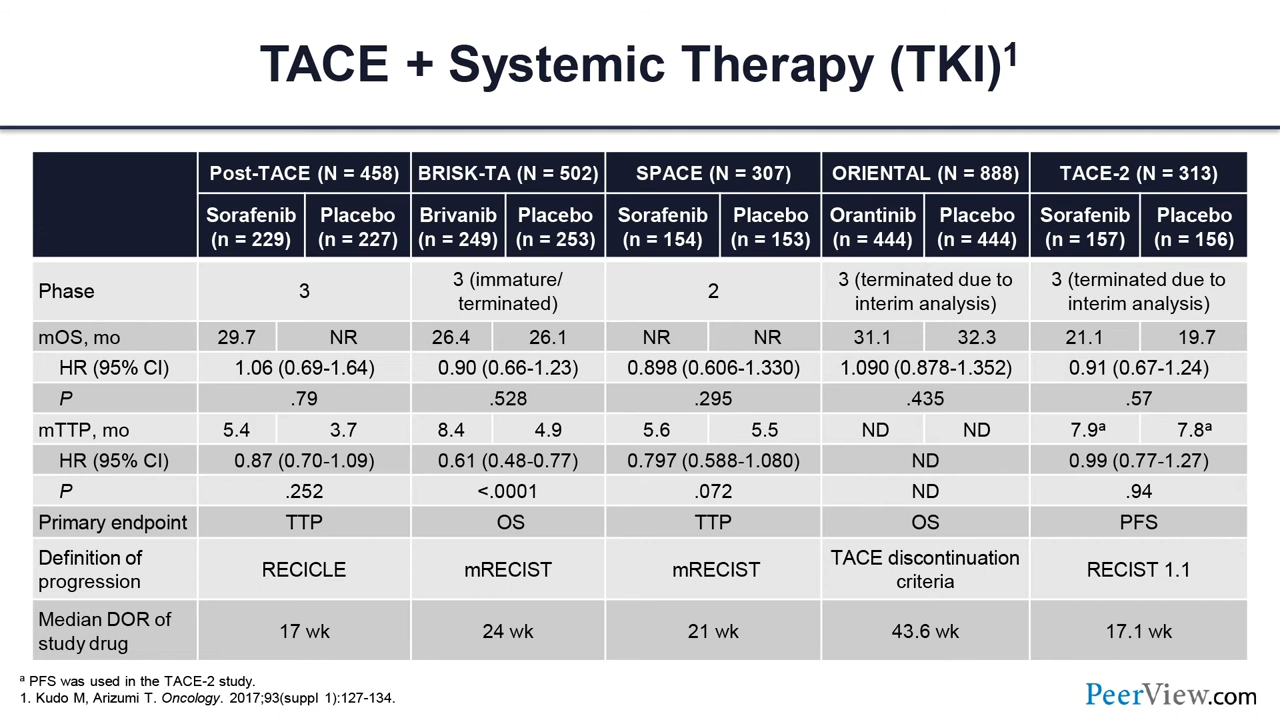 TACE + Systemic Therapy (TKI)¹
Post-TACE (N = 458) BRISK-TA (N = 502) SPACE (N = 307) ORIENTAL (N = 888) TACE-2 (N = 313)
Sorafenib (n = 229) Placebo (n = 227) Brivanib (n = 249) Placebo (n = 253) Sorafenib (n = 154) Placebo (n = 153) Orantinib (n = 444) Placebo (n = 444) Sorafenib (n = 157) Placebo (n = 156)
Phase 3 3 (immature/ terminated) 2 3 (terminated due to interim analysis) 3 (terminated due to interim analysis)
mOS, mo 29.7 NR 26.4 26.1 NR NR 31.1 32.3 21.1 19.7
HR (95% CI) 1.06 (0.69-1.64) 0.90 (0.66-1.23) 0.898 (0.606-1.330) 1.090 (0.878-1.352) 0.91 (0.67-1.24)
P .79 .528 .295 .435 .57
mTTP, mo 5.4 3.7 8.4 4.9 5.6 5.5 ND ND 7.9ᵃ 7.8ᵃ
HR (95% CI) 0.87 (0.70-1.09) 0.61 (0.48-0.77) 0.797 (0.588-1.080) ND 0.99 (0.77-1.27)
P .252 <.0001 .072 ND .94
Primary endpoint TTP OS TTP OS PFS
Definition of progression RECICLE mRECIST mRECIST TACE discontinuation criteria RECIST 1.1
Median DOR of study drug 17 wk 24 wk 21 wk 43.6 wk 17.1 wk
ᵃ PFS was used in the TACE-2 study.
1. Kudo M, Arizumi T. Oncology. 2017;93(suppl 1):127-134.
PeerView.com